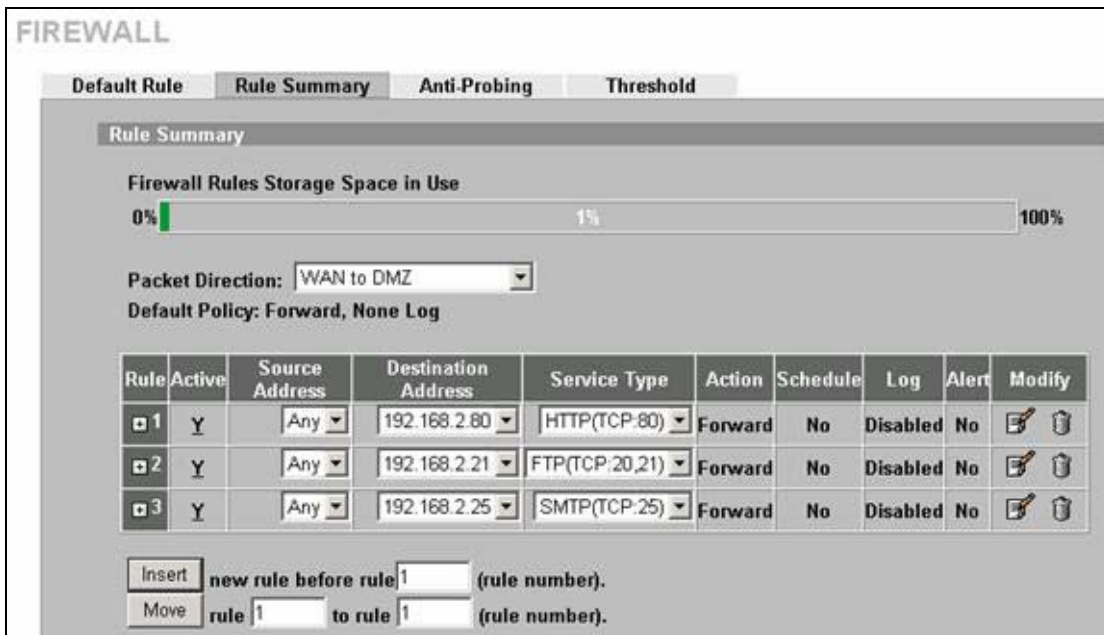 FIREWALL
Default Rule Rule Summary Anti-Probing Threshold
Rule Summary
Firewall Rules Storage Space in Use
0% 1% 100%
Packet Direction: WAN to DMZ
Default Policy: Forward, None Log
Rule Active Source Address Destination Address Service Type Action Schedule Log Alert Modify
1 Y Any 192.168.2.80 HTTP(TCP:80) Forward No Disabled No
2 Y Any 192.168.2.21 FTP(TCP:20,21) Forward No Disabled No
3 Y Any 192.168.2.25 SMTP(TCP:25) Forward No Disabled No
Insert new rule before rule 1 (rule number).
Move rule 1 to rule 1 (rule number).